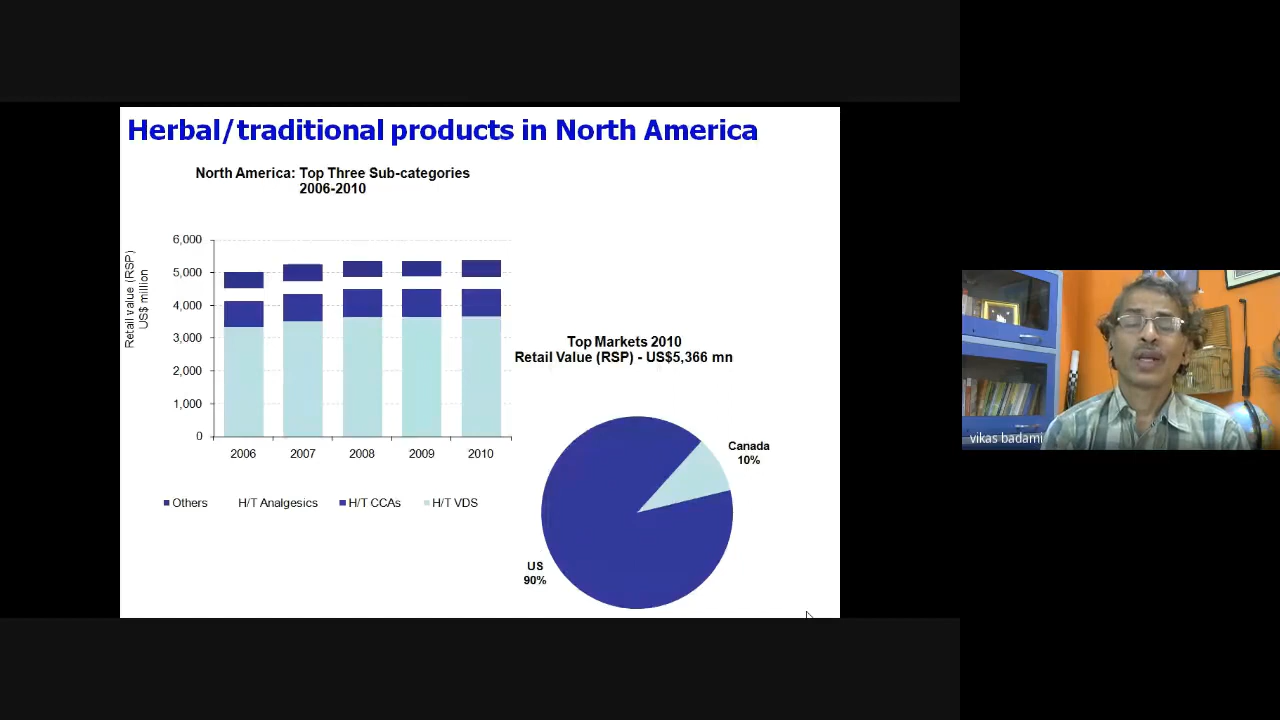 Herbal/traditional products in North America
North America: Top Three Sub-categories
2006-2010
Retail value (RSP)
US$ million
6,000
5,000
4,000
3,000
2,000
1,000
0
2006 2007 2008 2009 2010
Others H/T Analgesics H/T CCAs H/T VDS
Top Markets 2010
Retail Value (RSP) - US$5,366 mn
Canada
10%
US
90%
vikas badami